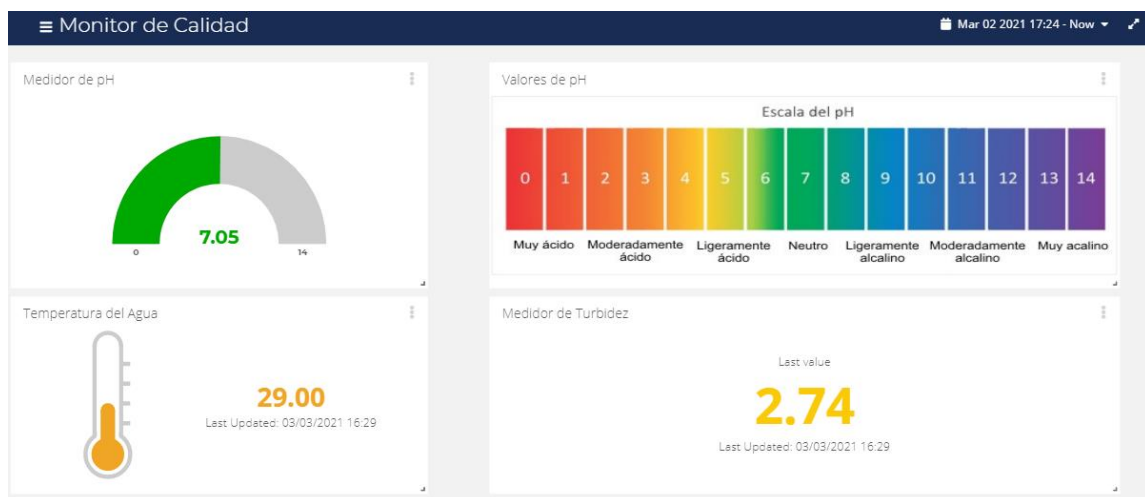 Monitor de Calidad
Mar 02 2021 17:24 - Now
Medidor de pH
7.05
0
14
Valores de pH
Escala del pH
0 1 2 3 4 5 6 7 8 9 10 11 12 13 14
Muy ácido Moderadamente Ligeramente Neutro Ligeramente Moderadamente Muy acalino
ácido ácido alcalino alcalino
Temperatura del Agua
29.00
Last Updated: 03/03/2021 16:29
Medidor de Turbidez
Last value
2.74
Last Updated: 03/03/2021 16:29